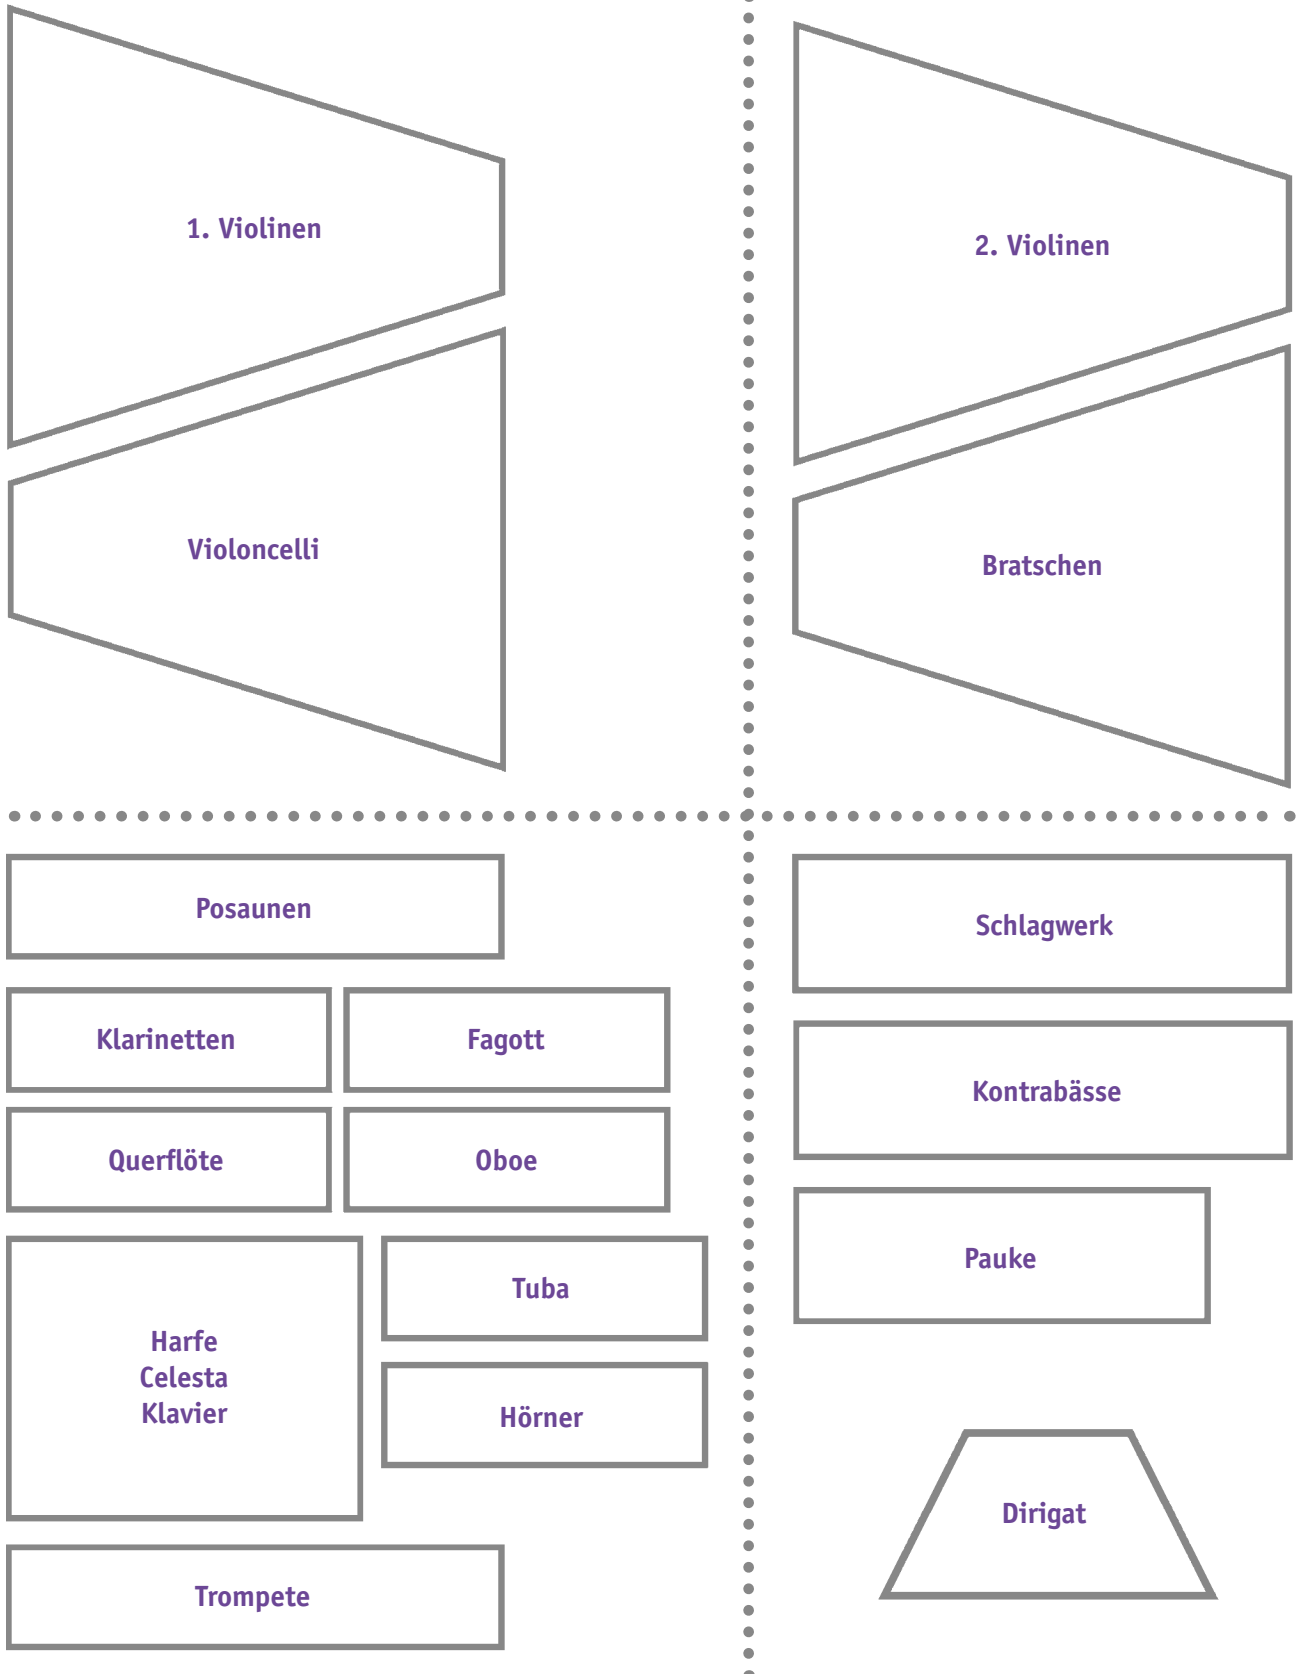 1. Violinen
Violoncelli
2. Violinen
Bratschen
Posaunen
Klarinetten
Fagott
Querflöte
Oboe
Harfe
Celesta
Klavier
Tuba
Hörner
Trompete
Schlagwerk
Kontrabässe
Pauke
Dirigat